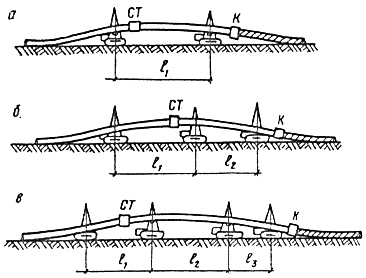 а
СТ К
l₁
б.
СТ К
l₁ l₂
в
СТ К
l₁ l₂ l₃